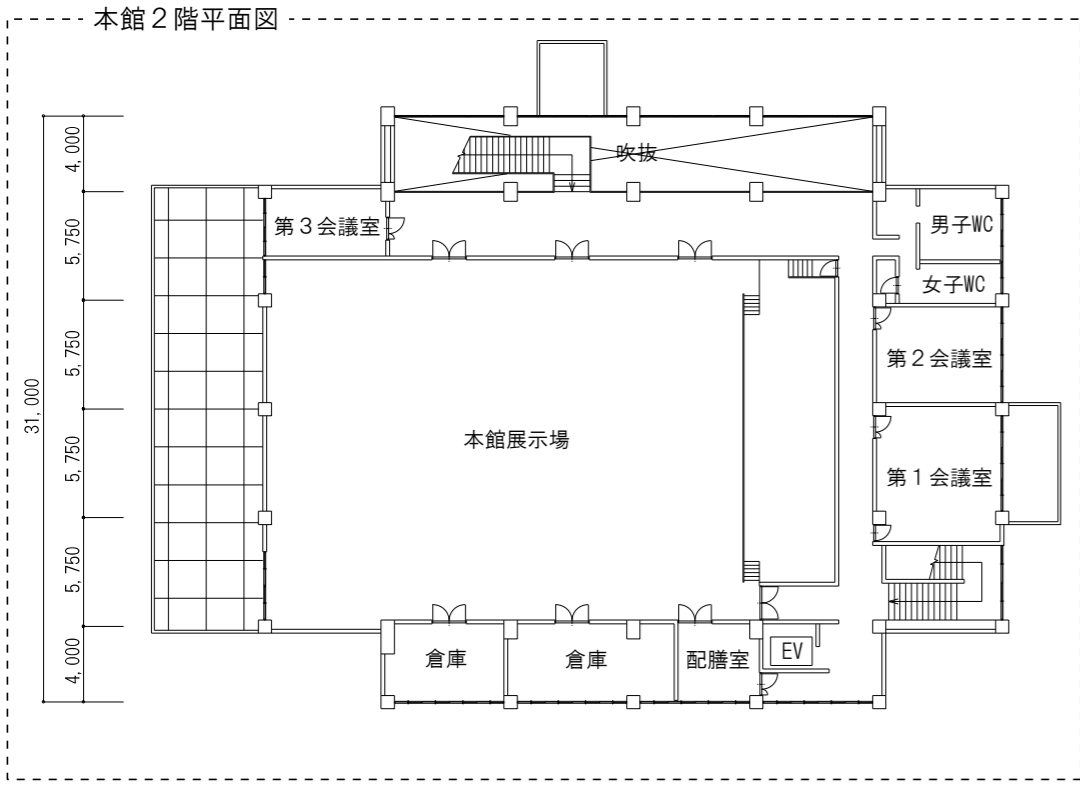 本館２階平面図
4,000
5,750
5,750
5,750
5,750
4,000
31,000
吹抜
第３会議室
男子WC
女子WC
第２会議室
本館展示場
第１会議室
倉庫
倉庫
配膳室
EV